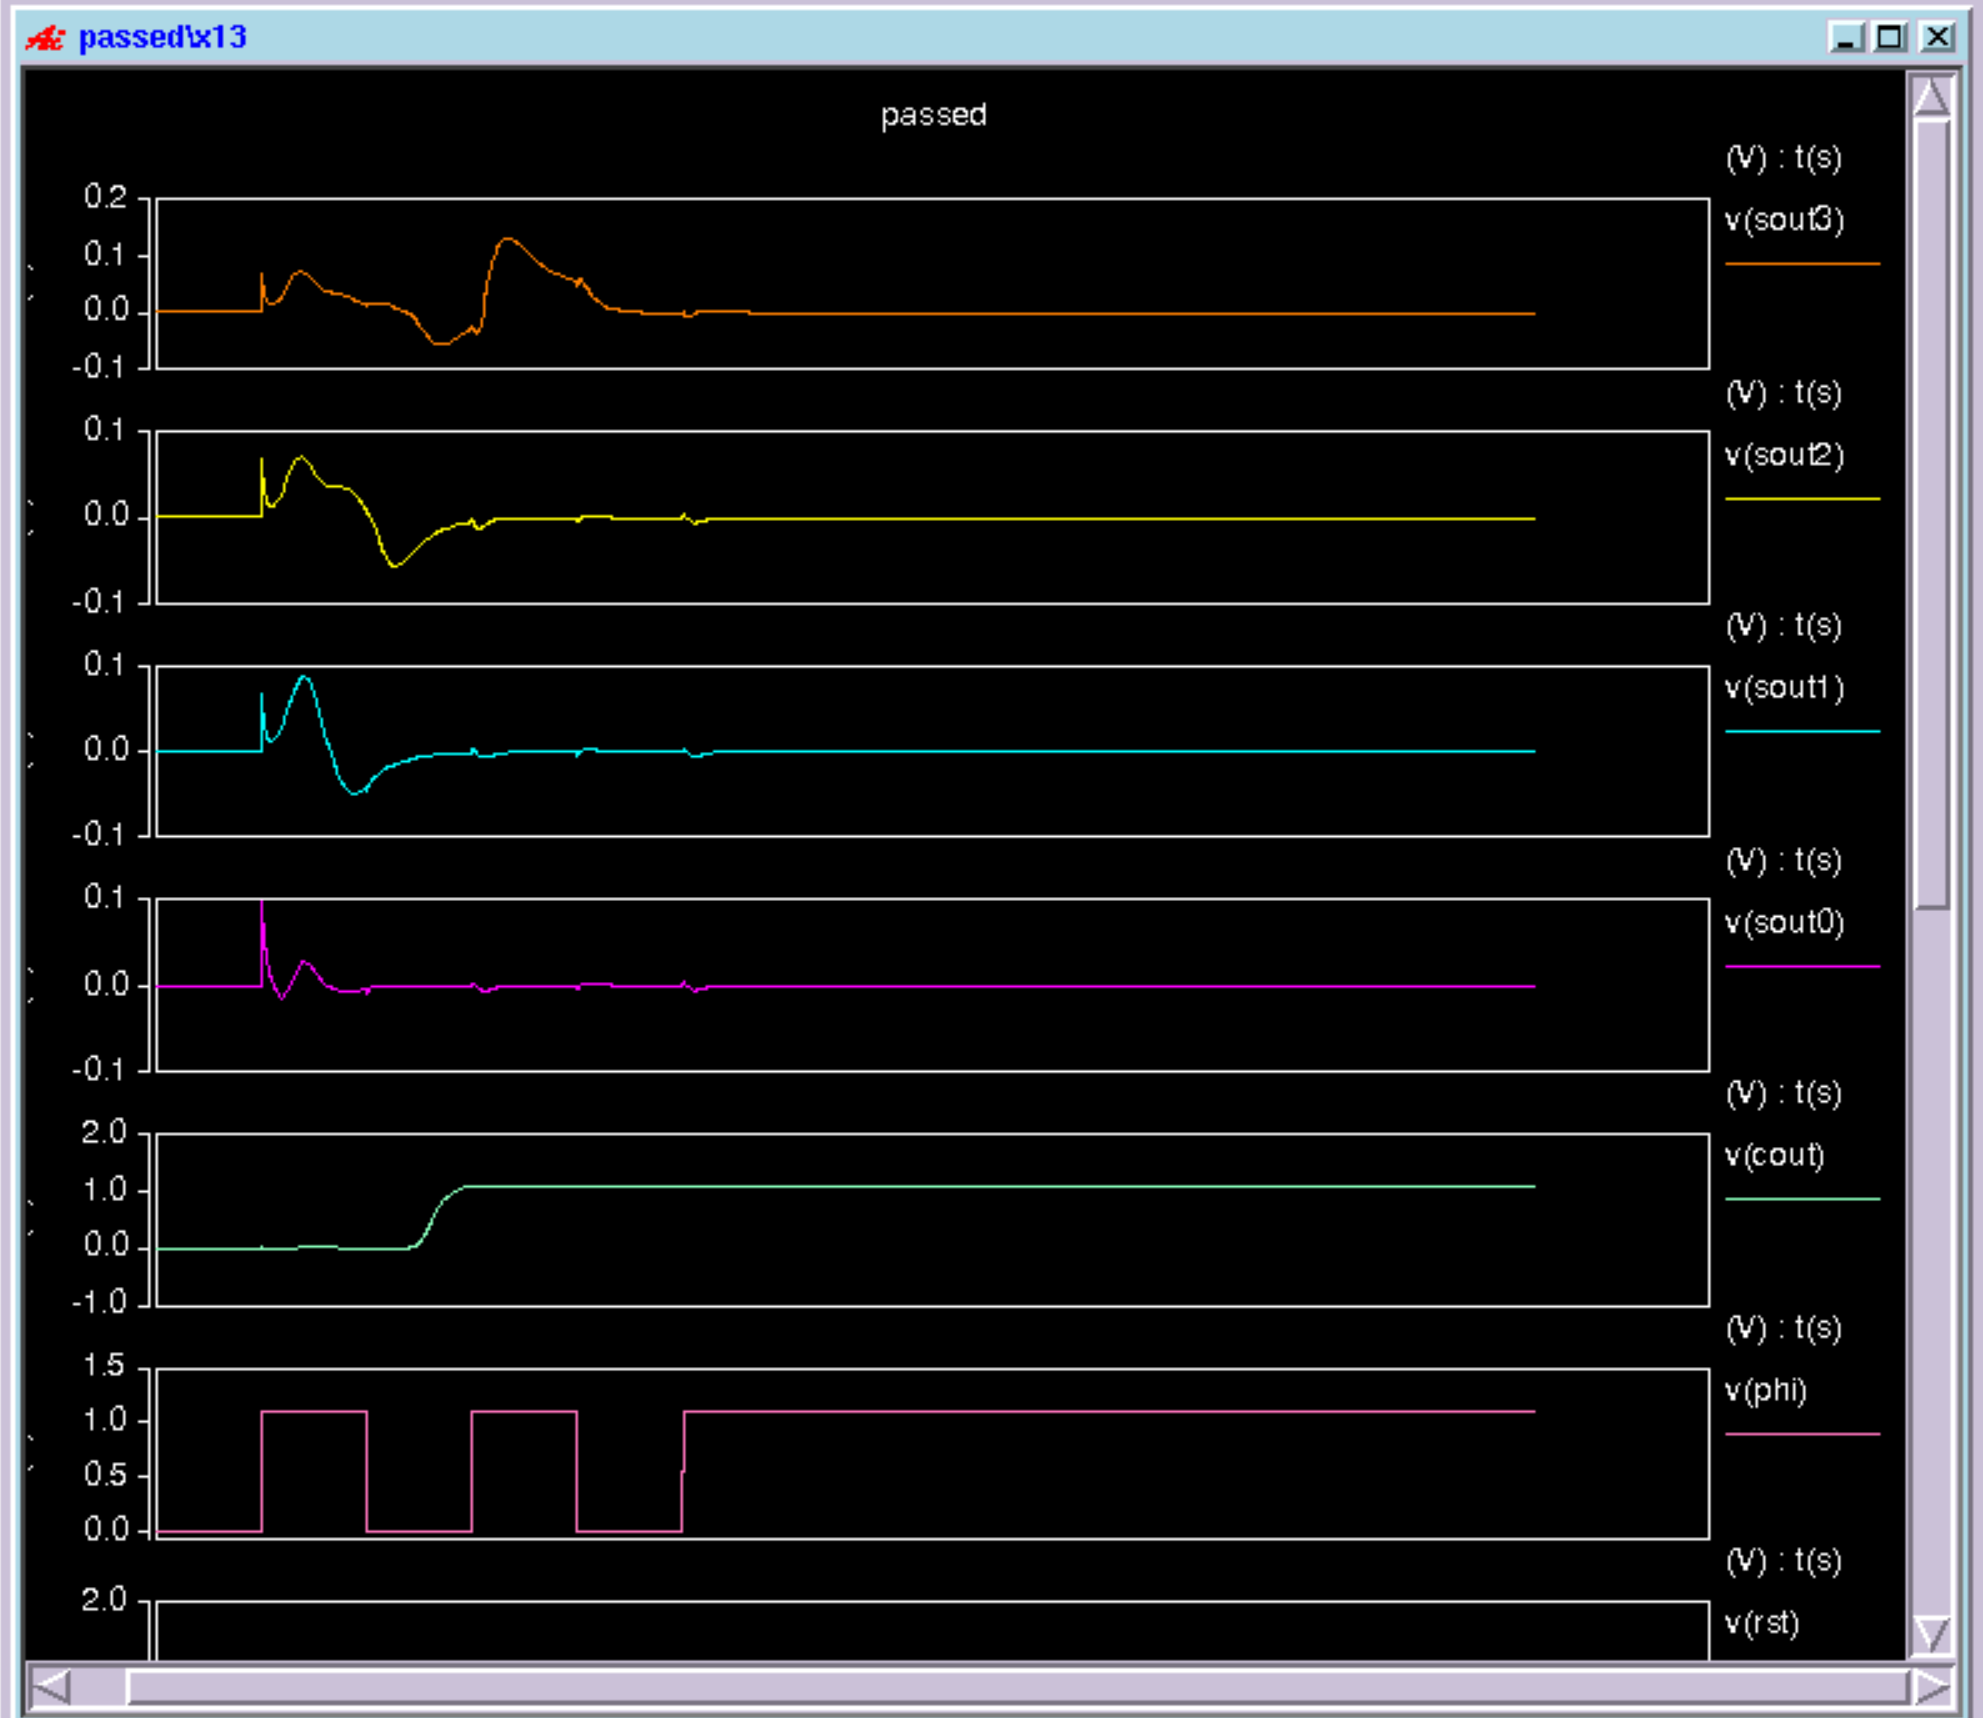 passed\x13
passed
(V) : t(s)
0.2
v(sout3)
0.1
0.0
-0.1
(V) : t(s)
0.1
v(sout2)
0.0
-0.1
(V) : t(s)
0.1
v(sout1)
0.0
-0.1
(V) : t(s)
0.1
v(sout0)
0.0
-0.1
(V) : t(s)
2.0
v(cout)
1.0
0.0
-1.0
(V) : t(s)
1.5
v(phi)
1.0
0.5
0.0
(V) : t(s)
2.0
v(rst)